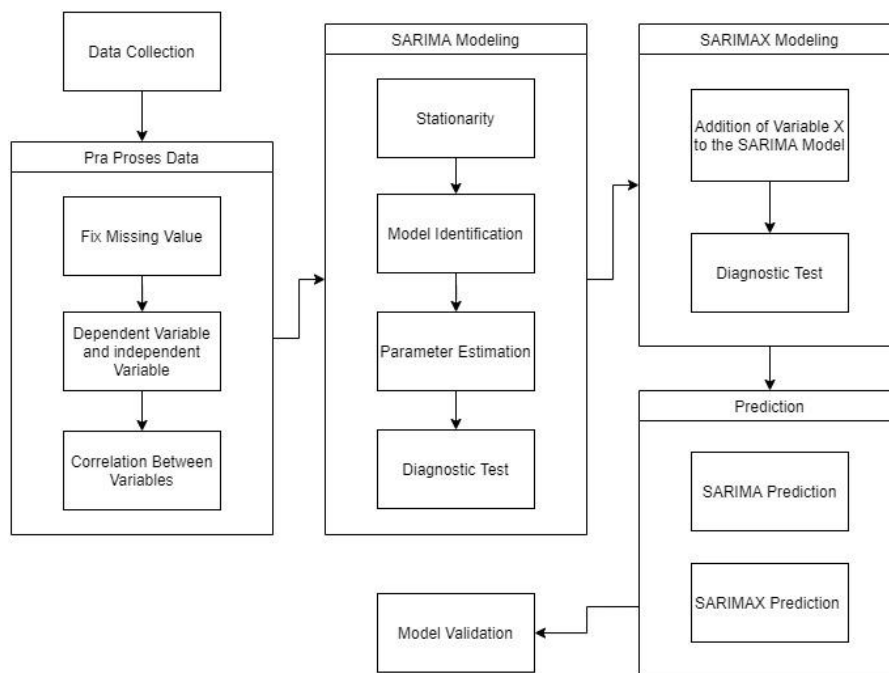 Data Collection
Pra Proses Data
Fix Missing Value
Dependent Variable
and independent
Variable
Correlation Between
Variables
SARIMA Modeling
Stationarity
Model Identification
Parameter Estimation
Diagnostic Test
SARIMAX Modeling
Addition of Variable X
to the SARIMA Model
Diagnostic Test
Prediction
SARIMA Prediction
SARIMAX Prediction
Model Validation